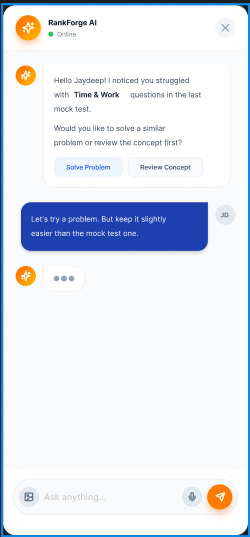 RankForge AI
Online
Hello Jaydeep! I noticed you struggled
with Time & Work questions in the last
mock test.
Would you like to solve a similar
problem or review the concept first?
Solve Problem
Review Concept
Let's try a problem. But keep it slightly
easier than the mock test one.
JD
Ask anything...